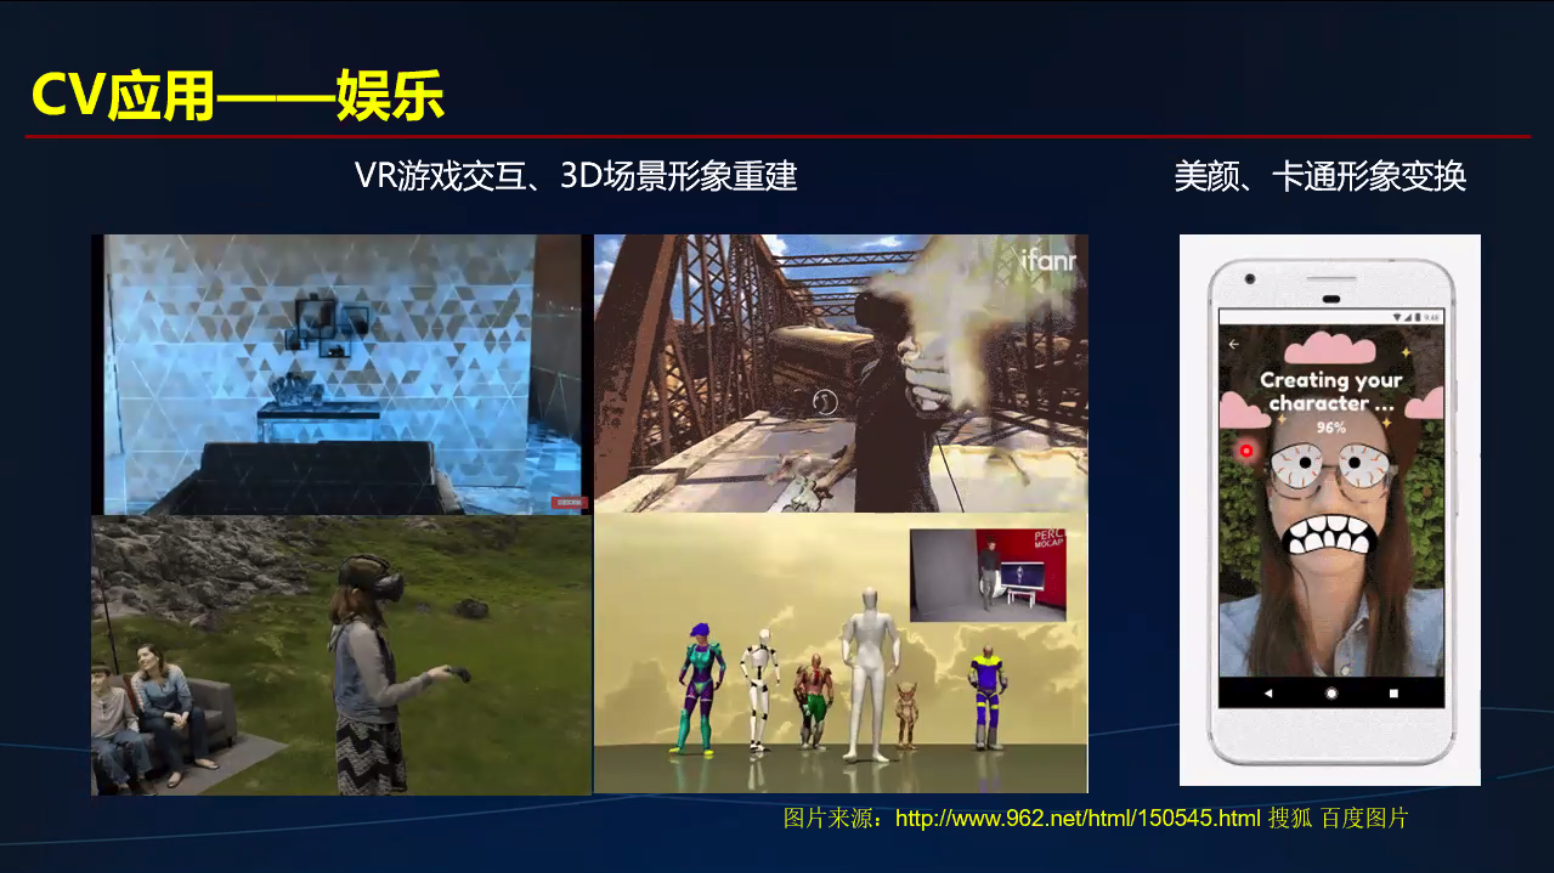 CV应用——娱乐
VR游戏交互、3D场景形象重建
美颜、卡通形象变换
ifanr
PERC
MOCAP
9:48
Creating your
character ...
96%
图片来源：http://www.962.net/html/150545.html 搜狐 百度图片